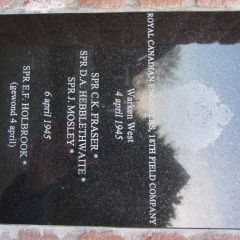 ROYAL CANADIAN ENGINEERS, 18TH FIELD COMPANY
Warken West
4 april 1945
SPR C.K. FRASER *
SPR D.A. HEBBLETHWAITE *
SPR J. MOSLEY *
6 april 1945
SPR E.F. HOLBROOK *
(gewond 4 april)